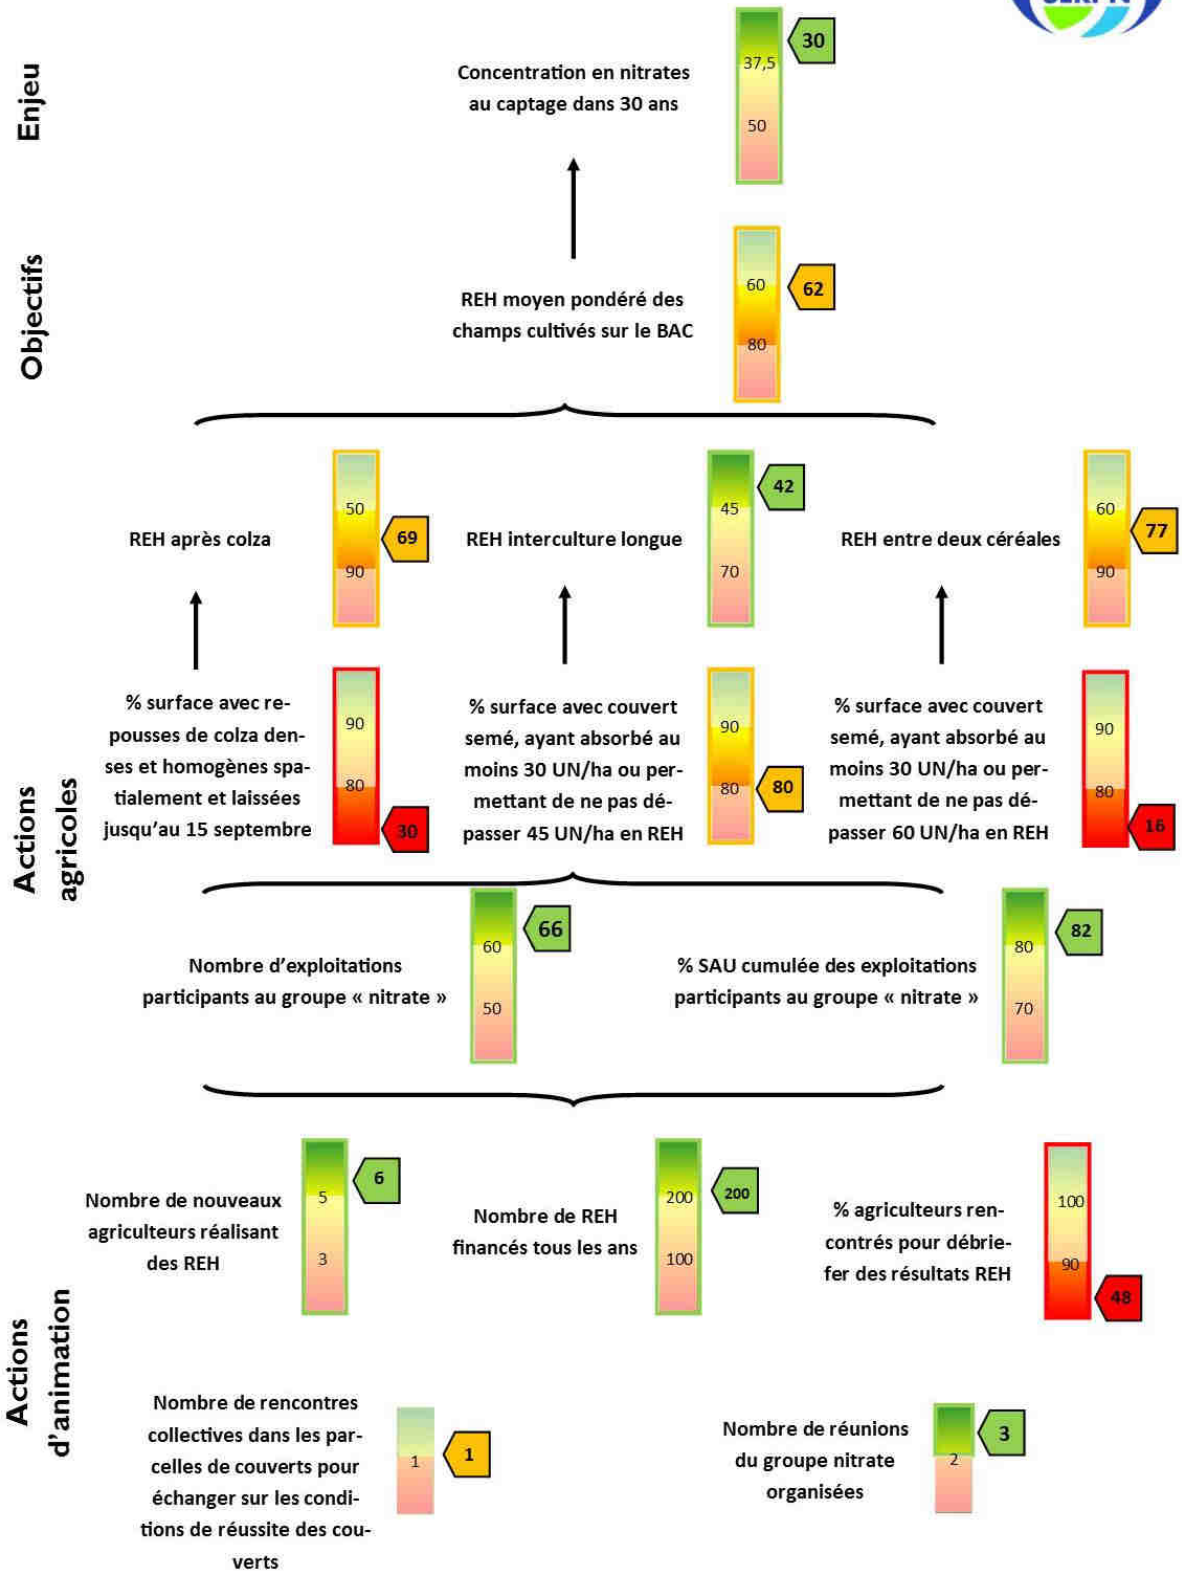 SERPN
Enjeu
Concentration en nitrates
au captage dans 30 ans
37,5
50
30
Objectifs
REH moyen pondéré des
champs cultivés sur le BAC
60
80
62
REH après colza
50
90
69
REH interculture longue
45
70
42
REH entre deux céréales
60
90
77
Actions
agricoles
% surface avec re-
pousses de colza den-
ses et homogènes spa-
tialement et laissées
jusqu'au 15 septembre
90
80
30
% surface avec couvert
semé, ayant absorbé au
moins 30 UN/ha ou per-
mettant de ne pas dé-
passer 45 UN/ha en REH
90
80
80
% surface avec couvert
semé, ayant absorbé au
moins 30 UN/ha ou per-
mettant de ne pas dé-
passer 60 UN/ha en REH
90
80
16
Nombre d'exploitations
participants au groupe « nitrate »
60
50
66
% SAU cumulée des exploitations
participants au groupe « nitrate »
80
70
82
Actions
d'animation
Nombre de nouveaux
agriculteurs réalisant
des REH
5
3
6
Nombre de REH
financés tous les ans
200
100
200
% agriculteurs ren-
contrés pour débrie-
fer des résultats REH
100
90
48
Nombre de rencontres
collectives dans les par-
celles de couverts pour
échanger sur les condi-
tions de réussite des cou-
verts
1
1
Nombre de réunions
du groupe nitrate
organisées
2
3